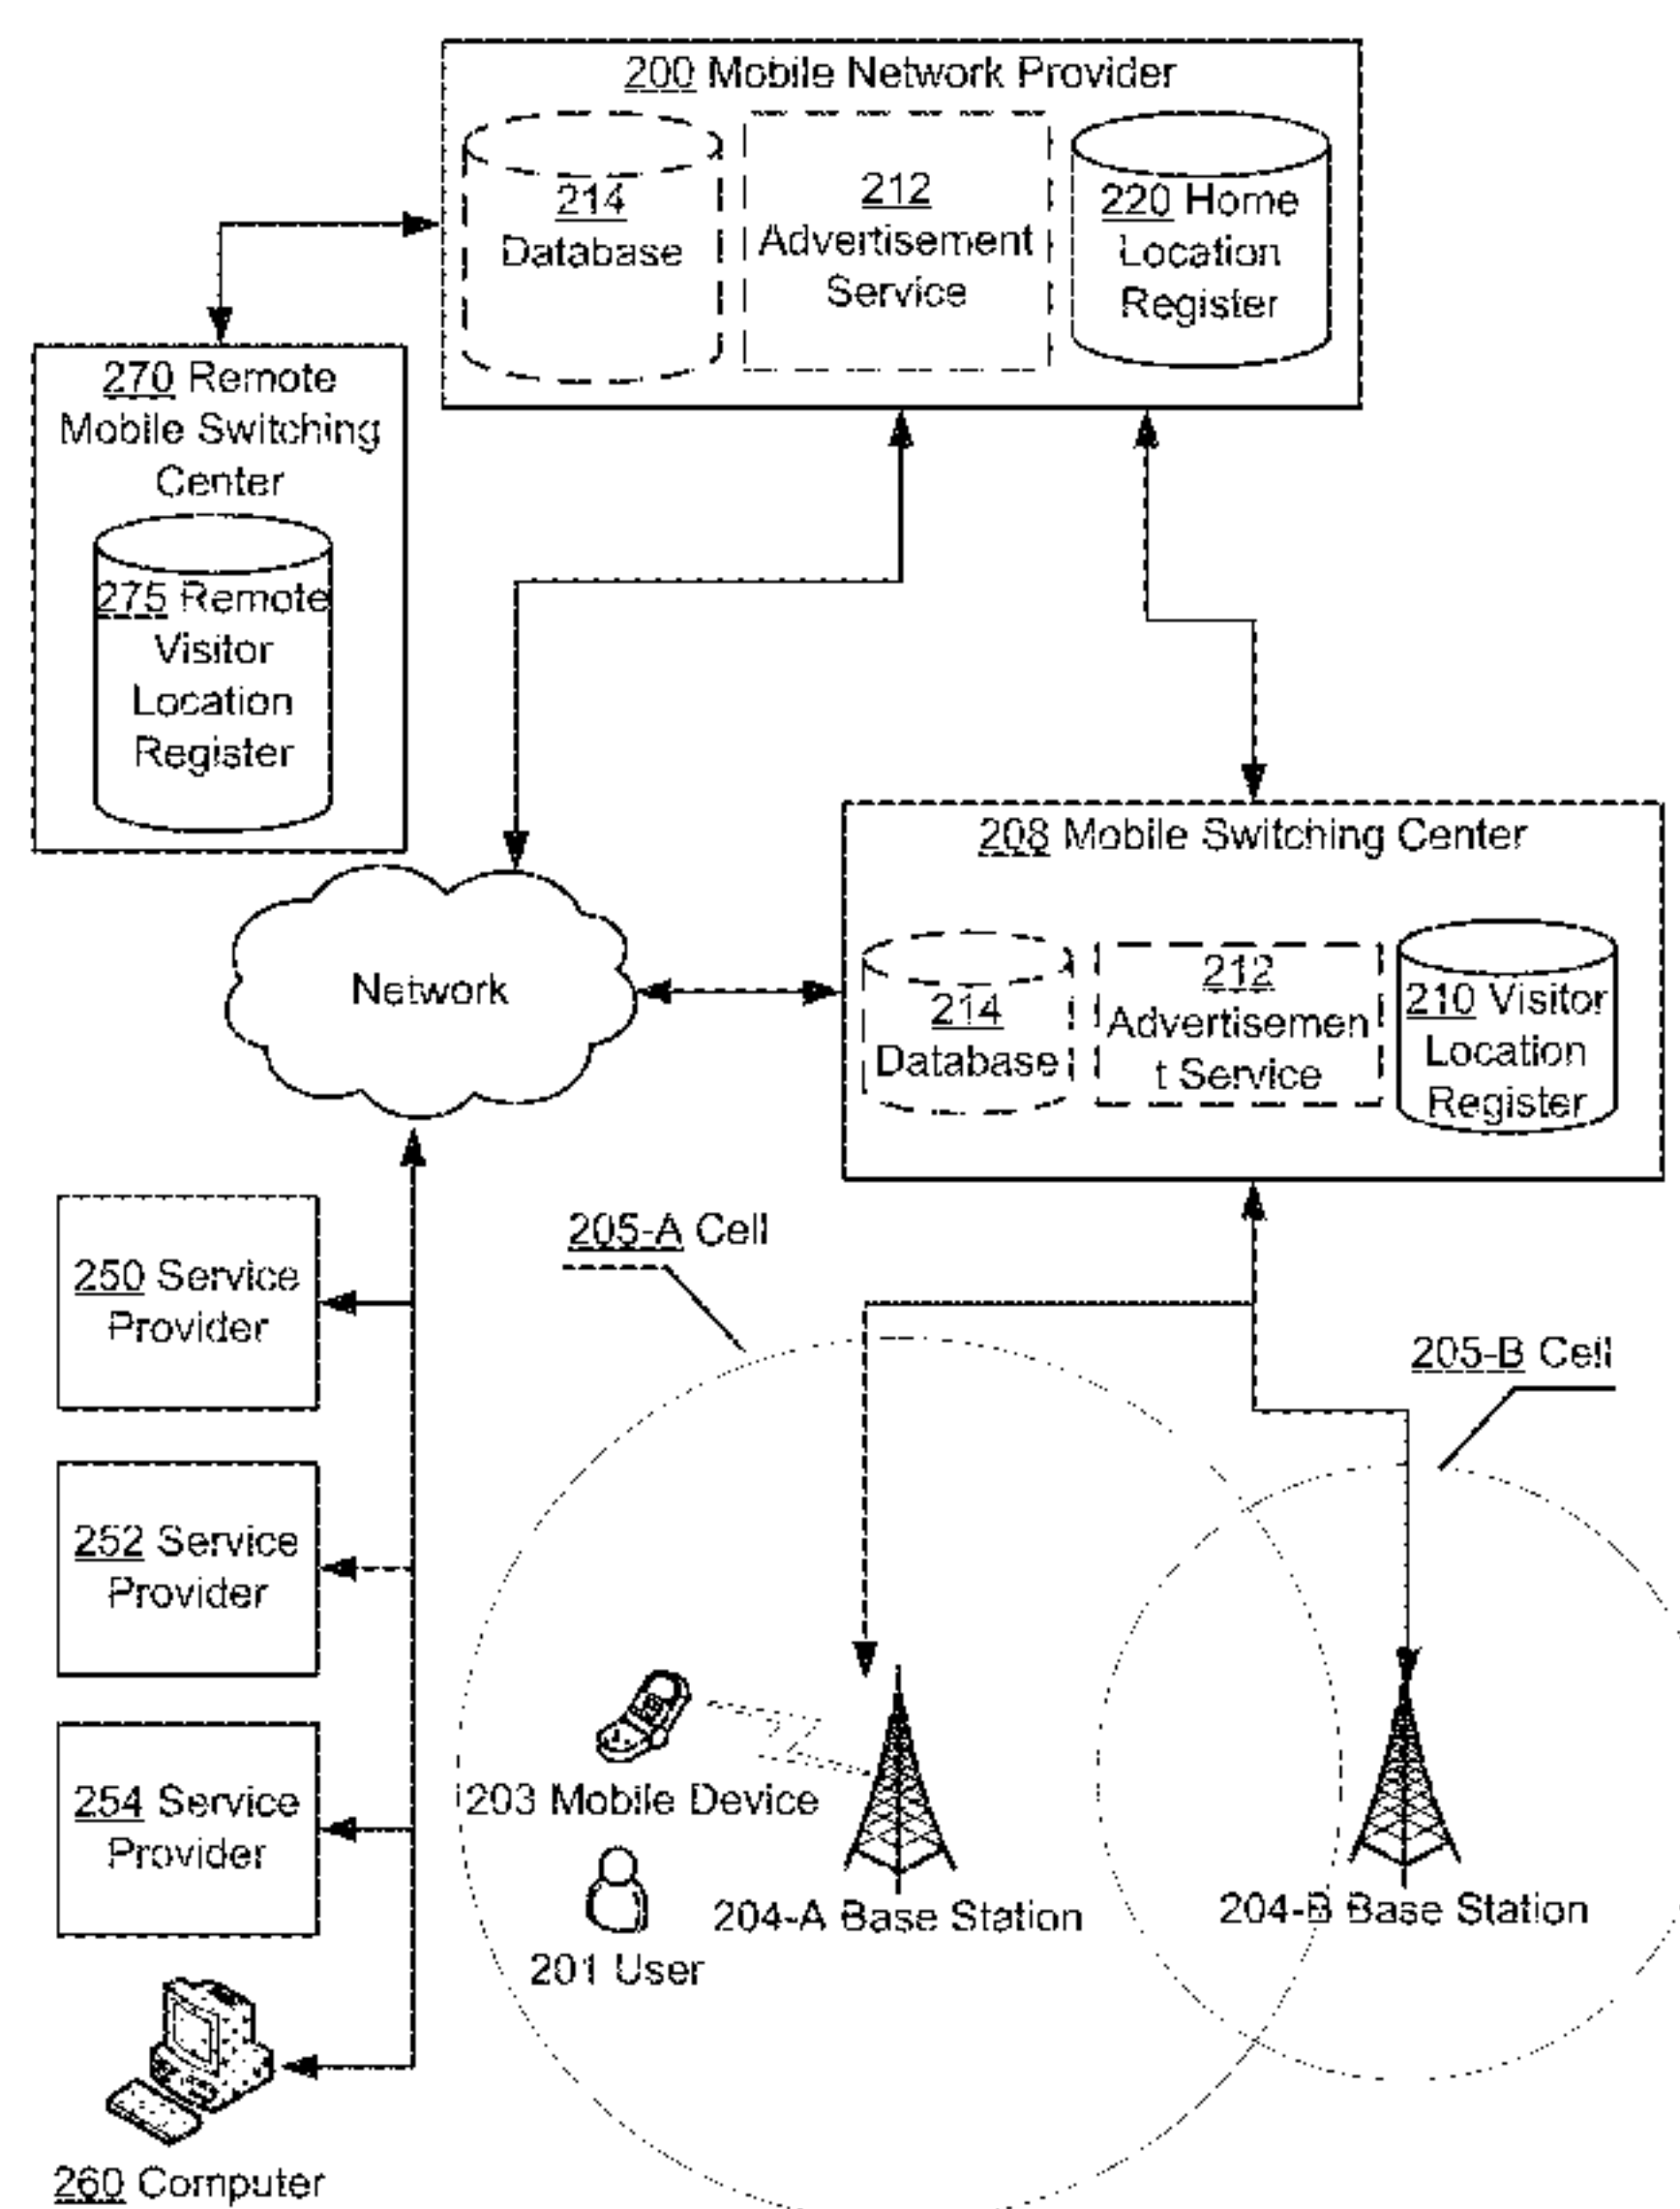 200 Mobile Network Provider
214
Database
212
Advertisement
Service
220 Home
Location
Register
270 Remote
Mobile Switching
Center
275 Remote
Visitor
Location
Register
208 Mobile Switching Center
214
Database
212
Advertisemen
t Service
210 Visitor
Location
Register
Network
250 Service
Provider
252 Service
Provider
254 Service
Provider
260 Computer
205-A Cell
205-B Cell
203 Mobile Device
201 User
204-A Base Station
204-B Base Station